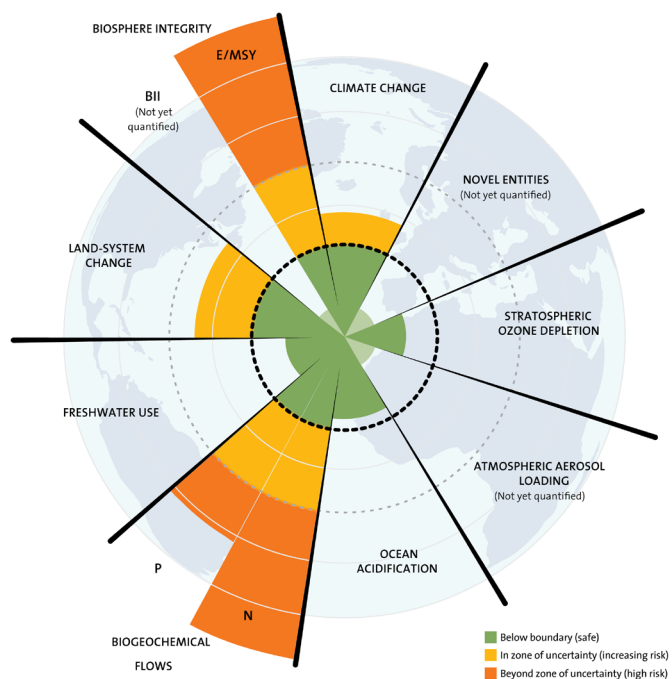 BIOSPHERE INTEGRITY
E/MSY
BII
(Not yet
quantified)
CLIMATE CHANGE
NOVEL ENTITIES
(Not yet quantified)
LAND-SYSTEM
CHANGE
STRATOSPHERIC
OZONE DEPLETION
FRESHWATER USE
ATMOSPHERIC AEROSOL
LOADING
(Not yet quantified)
OCEAN
ACIDIFICATION
P
N
BIOGEOCHEMICAL
FLOWS
Below boundary (safe)
In zone of uncertainty (increasing risk)
Beyond zone of uncertainty (high risk)